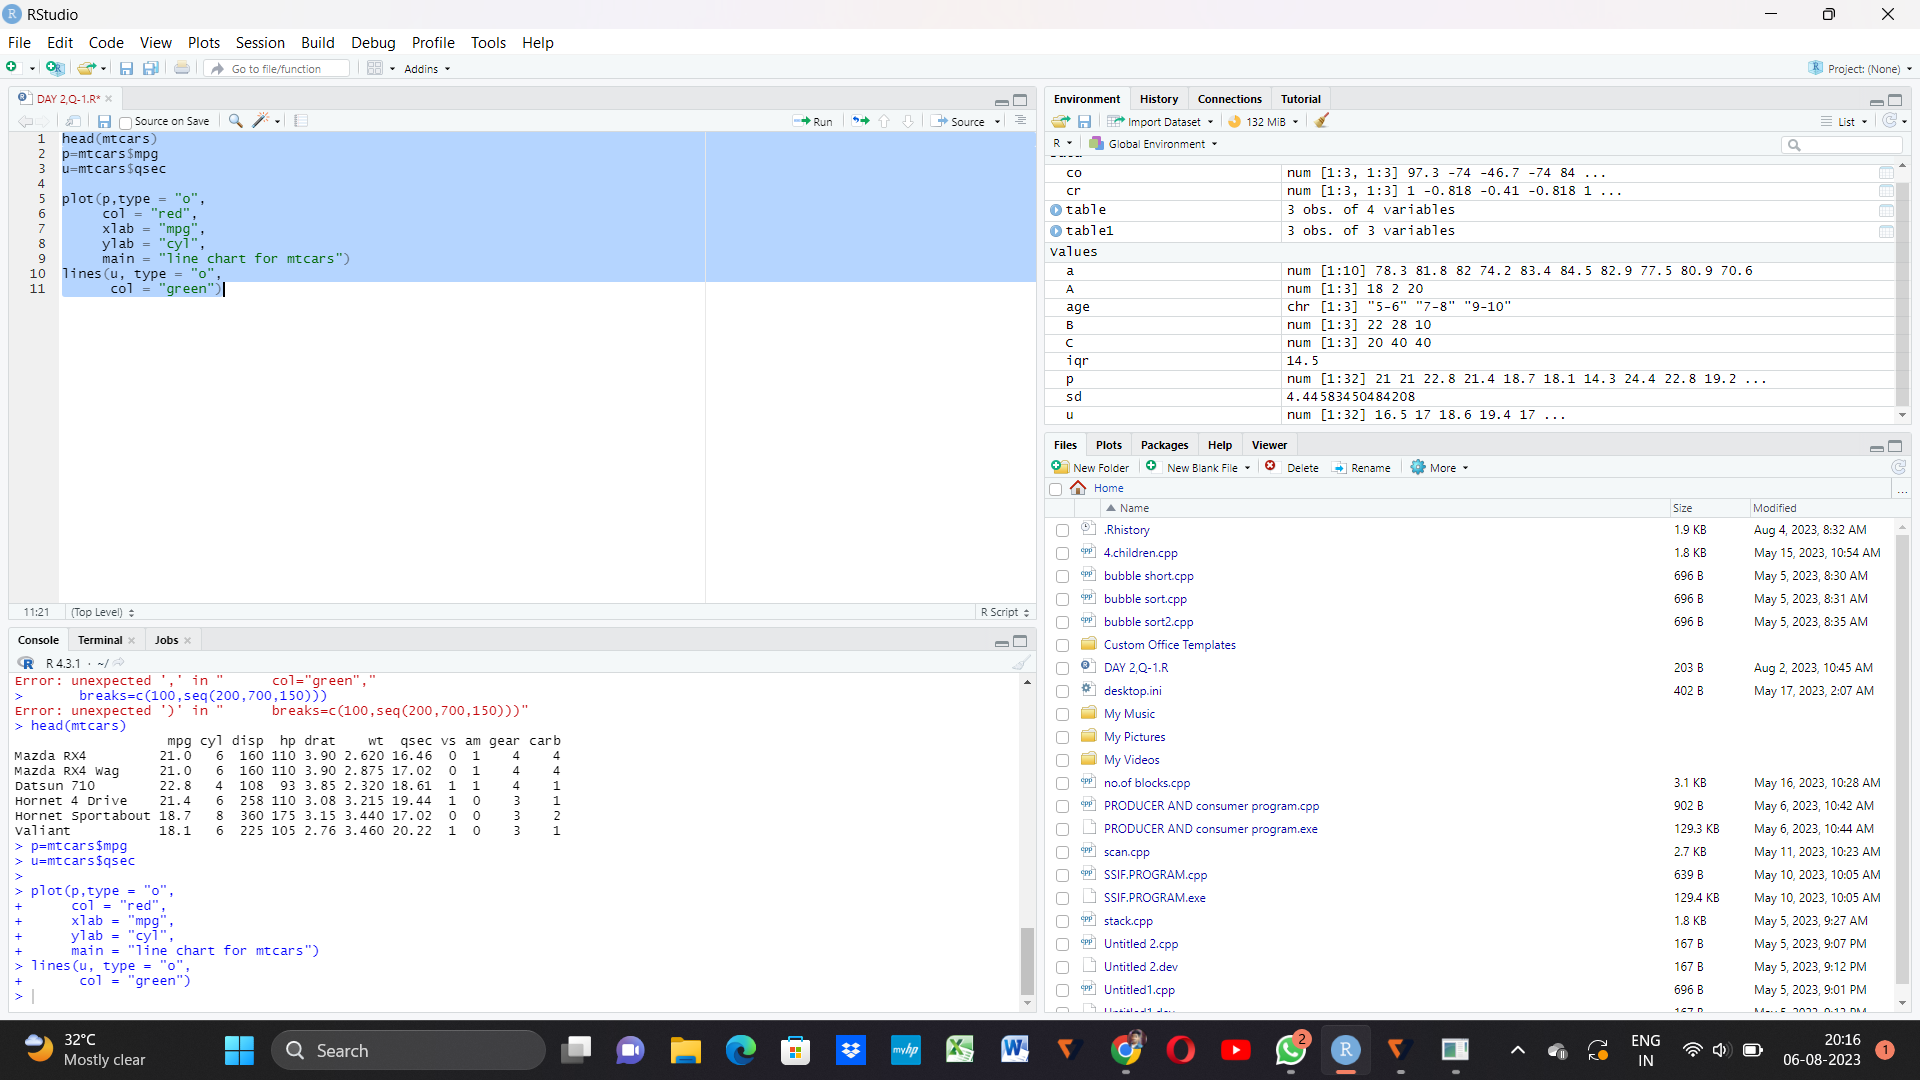 RStudio
File Edit Code View Plots Session Build Debug Profile Tools Help
Go to file/function Addins Project: (None)
DAY 2,Q-1.R*
Source on Save Run Source
1 head(mtcars)
2 p=mtcars$mpg
3 u=mtcars$qsec
4
5 plot(p,type = "o",
6 col = "red",
7 xlab = "mpg",
8 ylab = "cyl",
9 main = "line chart for mtcars")
10 lines(u, type = "o",
11 col = "green")
11:21 (Top Level) R Script
Console Terminal Jobs
R 4.3.1 · ~/
Error: unexpected ',' in " col="green","
> breaks=c(100,seq(200,700,150)))
Error: unexpected ')' in " breaks=c(100,seq(200,700,150)))"
> head(mtcars)
mpg cyl disp hp drat wt qsec vs am gear carb
Mazda RX4 21.0 6 160 110 3.90 2.620 16.46 0 1 4 4
Mazda RX4 Wag 21.0 6 160 110 3.90 2.875 17.02 0 1 4 4
Datsun 710 22.8 4 108 93 3.85 2.320 18.61 1 1 4 1
Hornet 4 Drive 21.4 6 258 110 3.08 3.215 19.44 1 0 3 1
Hornet Sportabout 18.7 8 360 175 3.15 3.440 17.02 0 0 3 2
Valiant 18.1 6 225 105 2.76 3.460 20.22 1 0 3 1
> p=mtcars$mpg
> u=mtcars$qsec
>
> plot(p,type = "o",
+ col = "red",
+ xlab = "mpg",
+ ylab = "cyl",
+ main = "line chart for mtcars")
> lines(u, type = "o",
+ col = "green")
>
Environment History Connections Tutorial
Import Dataset 132 MiB List
R Global Environment
co num [1:3, 1:3] 97.3 -74 -46.7 -74 84 ...
cr num [1:3, 1:3] 1 -0.818 -0.41 -0.818 1 ...
table 3 obs. of 4 variables
table1 3 obs. of 3 variables
Values
a num [1:10] 78.3 81.8 82 74.2 83.4 84.5 82.9 77.5 80.9 70.6
A num [1:3] 18 2 20
age chr [1:3] "5-6" "7-8" "9-10"
B num [1:3] 22 28 10
C num [1:3] 20 40 40
iqr 14.5
p num [1:32] 21 21 22.8 21.4 18.7 18.1 14.3 24.4 22.8 19.2 ...
sd 4.44583450484208
u num [1:32] 16.5 17 18.6 19.4 17 ...
Files Plots Packages Help Viewer
New Folder New Blank File Delete Rename More
Home ...
Name Size Modified
.Rhistory 1.9 KB Aug 4, 2023, 8:32 AM
4.children.cpp 1.8 KB May 15, 2023, 10:54 AM
bubble short.cpp 696 B May 5, 2023, 8:30 AM
bubble sort.cpp 696 B May 5, 2023, 8:31 AM
bubble sort2.cpp 696 B May 5, 2023, 8:35 AM
Custom Office Templates
DAY 2,Q-1.R 203 B Aug 2, 2023, 10:45 AM
desktop.ini 402 B May 17, 2023, 2:07 AM
My Music
My Pictures
My Videos
no.of blocks.cpp 3.1 KB May 16, 2023, 10:28 AM
PRODUCER AND consumer program.cpp 902 B May 6, 2023, 10:42 AM
PRODUCER AND consumer program.exe 129.3 KB May 6, 2023, 10:44 AM
scan.cpp 2.7 KB May 11, 2023, 10:23 AM
SSIF.PROGRAM.cpp 639 B May 10, 2023, 10:05 AM
SSIF.PROGRAM.exe 129.4 KB May 10, 2023, 10:05 AM
stack.cpp 1.8 KB May 5, 2023, 9:27 AM
Untitled 2.cpp 167 B May 5, 2023, 9:07 PM
Untitled 2.dev 167 B May 5, 2023, 9:12 PM
Untitled1.cpp 696 B May 5, 2023, 9:01 PM
32°C
Mostly clear
Search
myhp
2
ENG
IN
20:16
06-08-2023
1